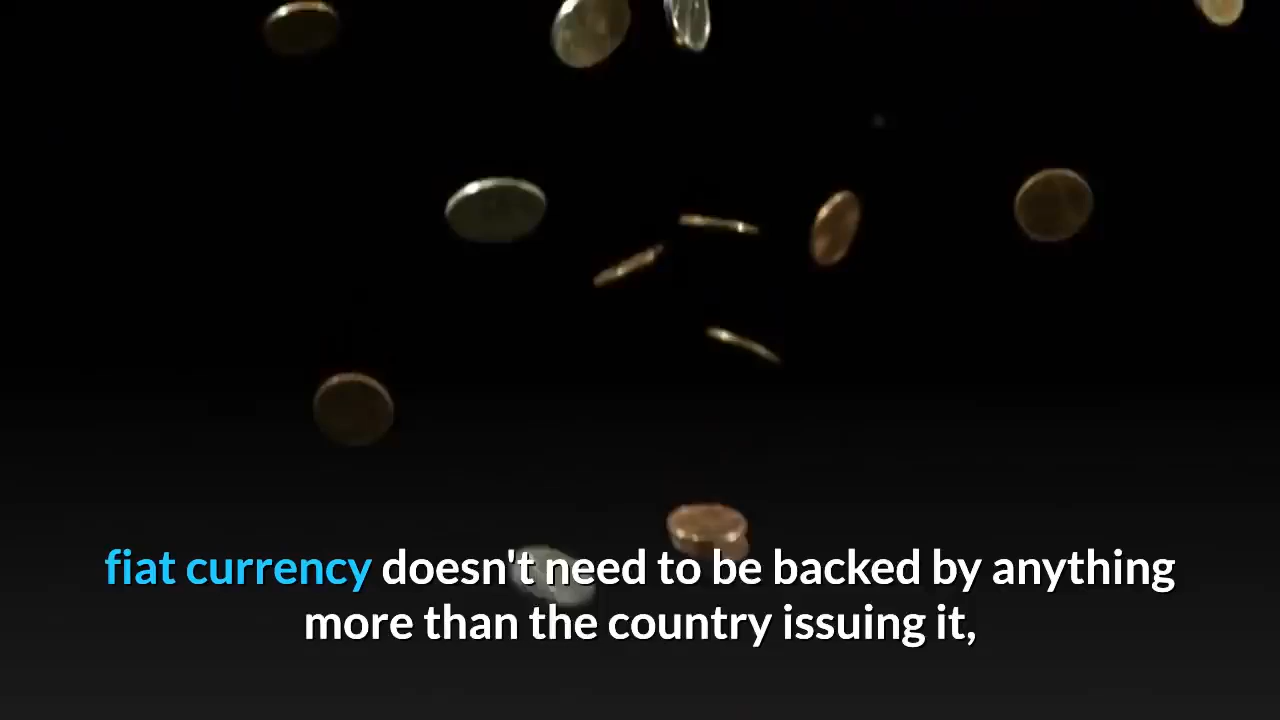 fiat currency doesn't need to be backed by anything
more than the country issuing it,